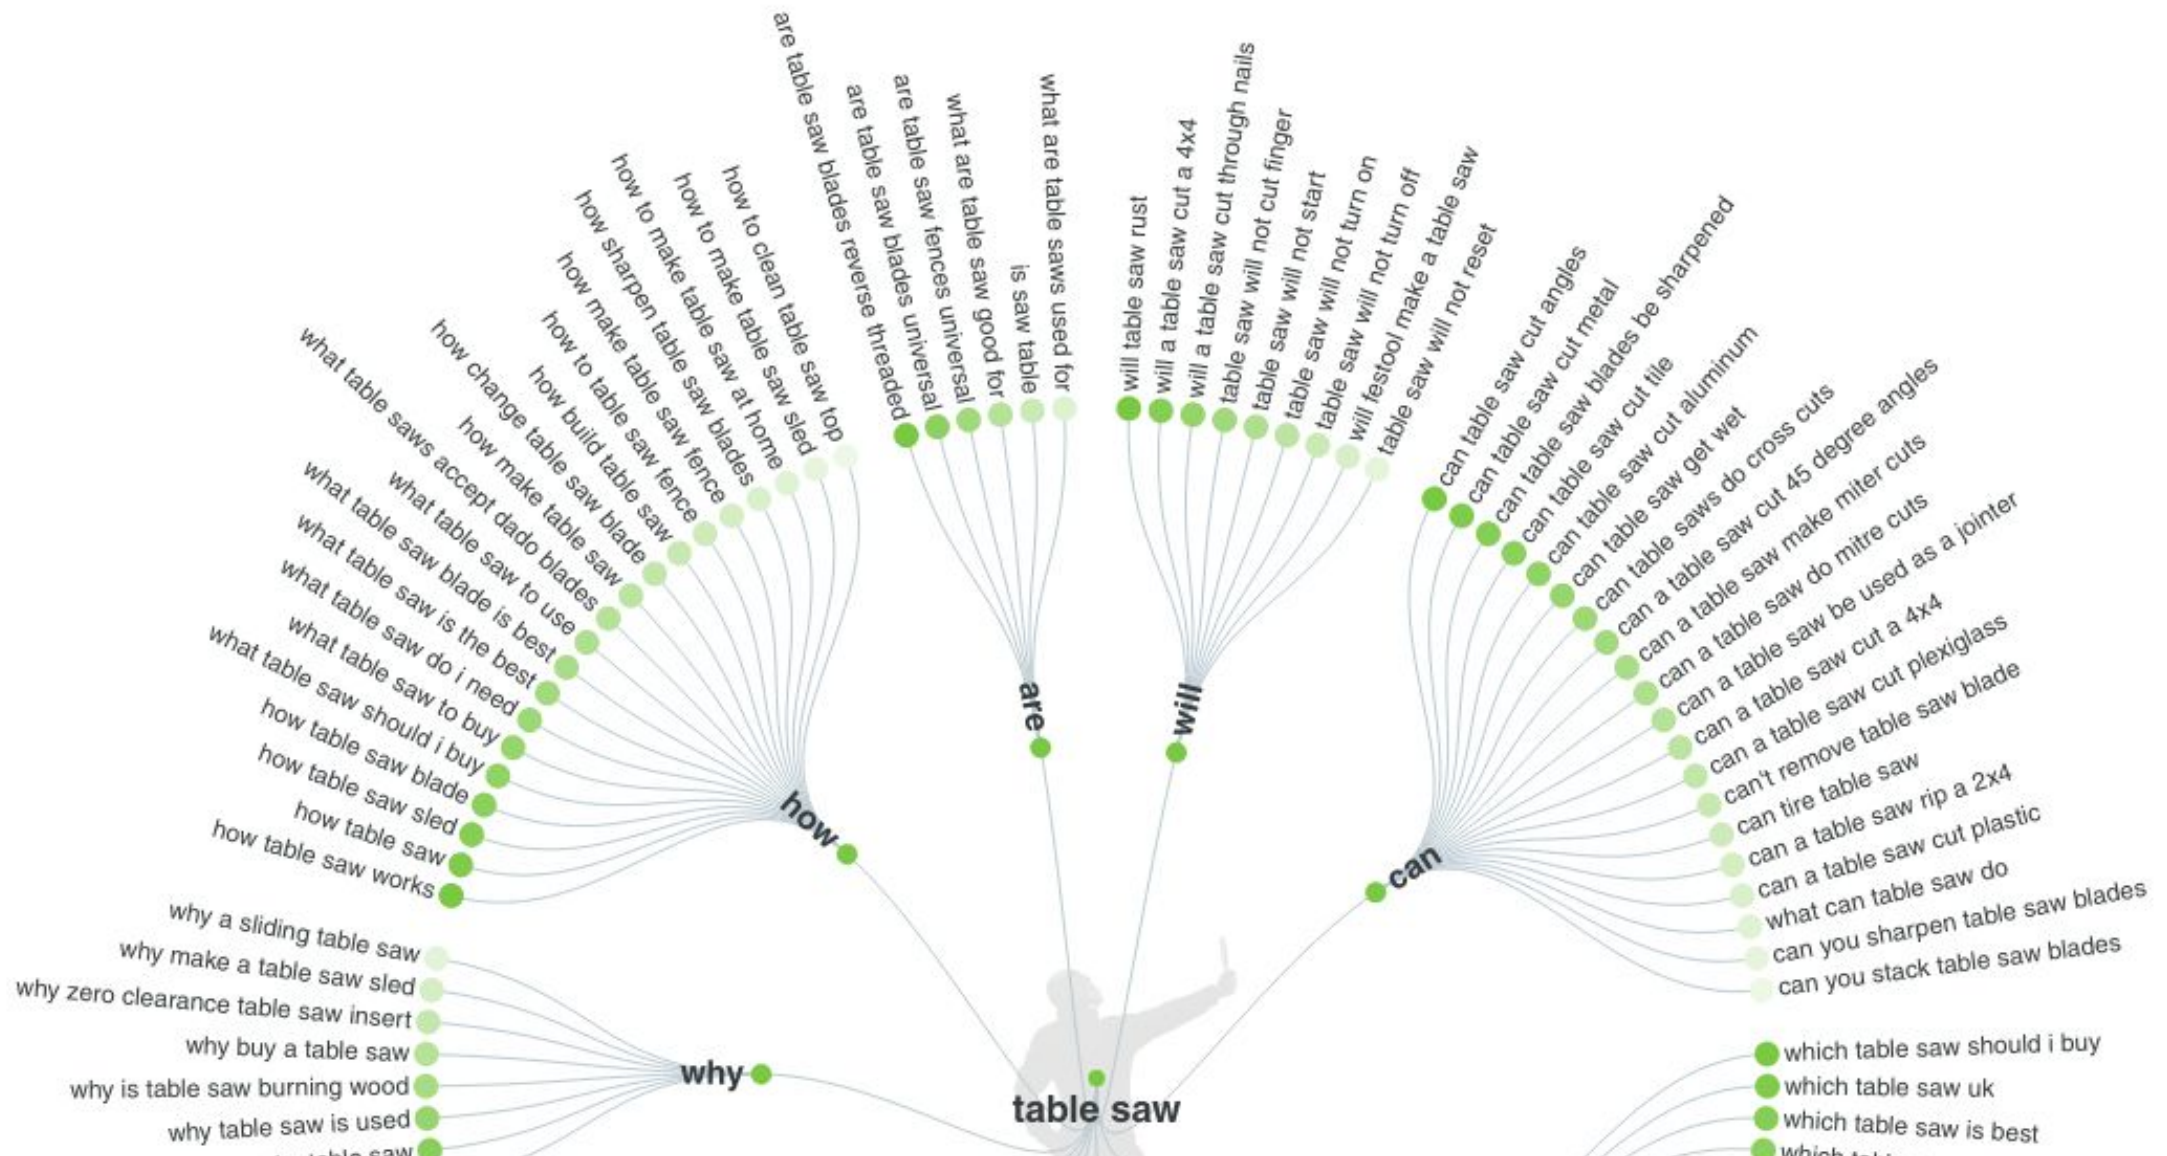 how to clean table saw top
how to make table saw sled
how to make table saw at home
how sharpen table saw blades
how make table saw fence
how to table saw fence
how build table saw
how change table saw blade
how make table saw
what table saws accept dado blades
what table saw to use
what table saw blade is best
what table saw is the best
what table saw do i need
what table saw to buy
what table saw should i buy
how table saw blade
how table saw sled
how table saw
how table saw works
how
are table saw blades reverse threaded
are table saw blades universal
are table saw fences universal
what are table saw good for
is saw table
what are table saws used for
are
will table saw rust
will a table saw cut a 4x4
will a table saw cut through nails
table saw will not cut finger
table saw will not start
table saw will not turn on
table saw will not turn off
will festool make a table saw
table saw will not reset
will
can table saw cut angles
can table saw cut metal
can table saw blades be sharpened
can table saw cut tile
can table saw cut aluminum
can table saw get wet
can table saws do cross cuts
can a table saw cut 45 degree angles
can a table saw make miter cuts
can a table saw do mitre cuts
can a table saw be used as a jointer
can a table saw cut a 4x4
can a table saw cut plexiglass
can't remove table saw blade
can tire table saw
can a table saw rip a 2x4
can a table saw cut plastic
what can table saw do
can you sharpen table saw blades
can you stack table saw blades
can
why a sliding table saw
why make a table saw sled
why zero clearance table saw insert
why buy a table saw
why is table saw burning wood
why table saw is used
table saw
why
table saw
which table saw should i buy
which table saw uk
which table saw is best
which